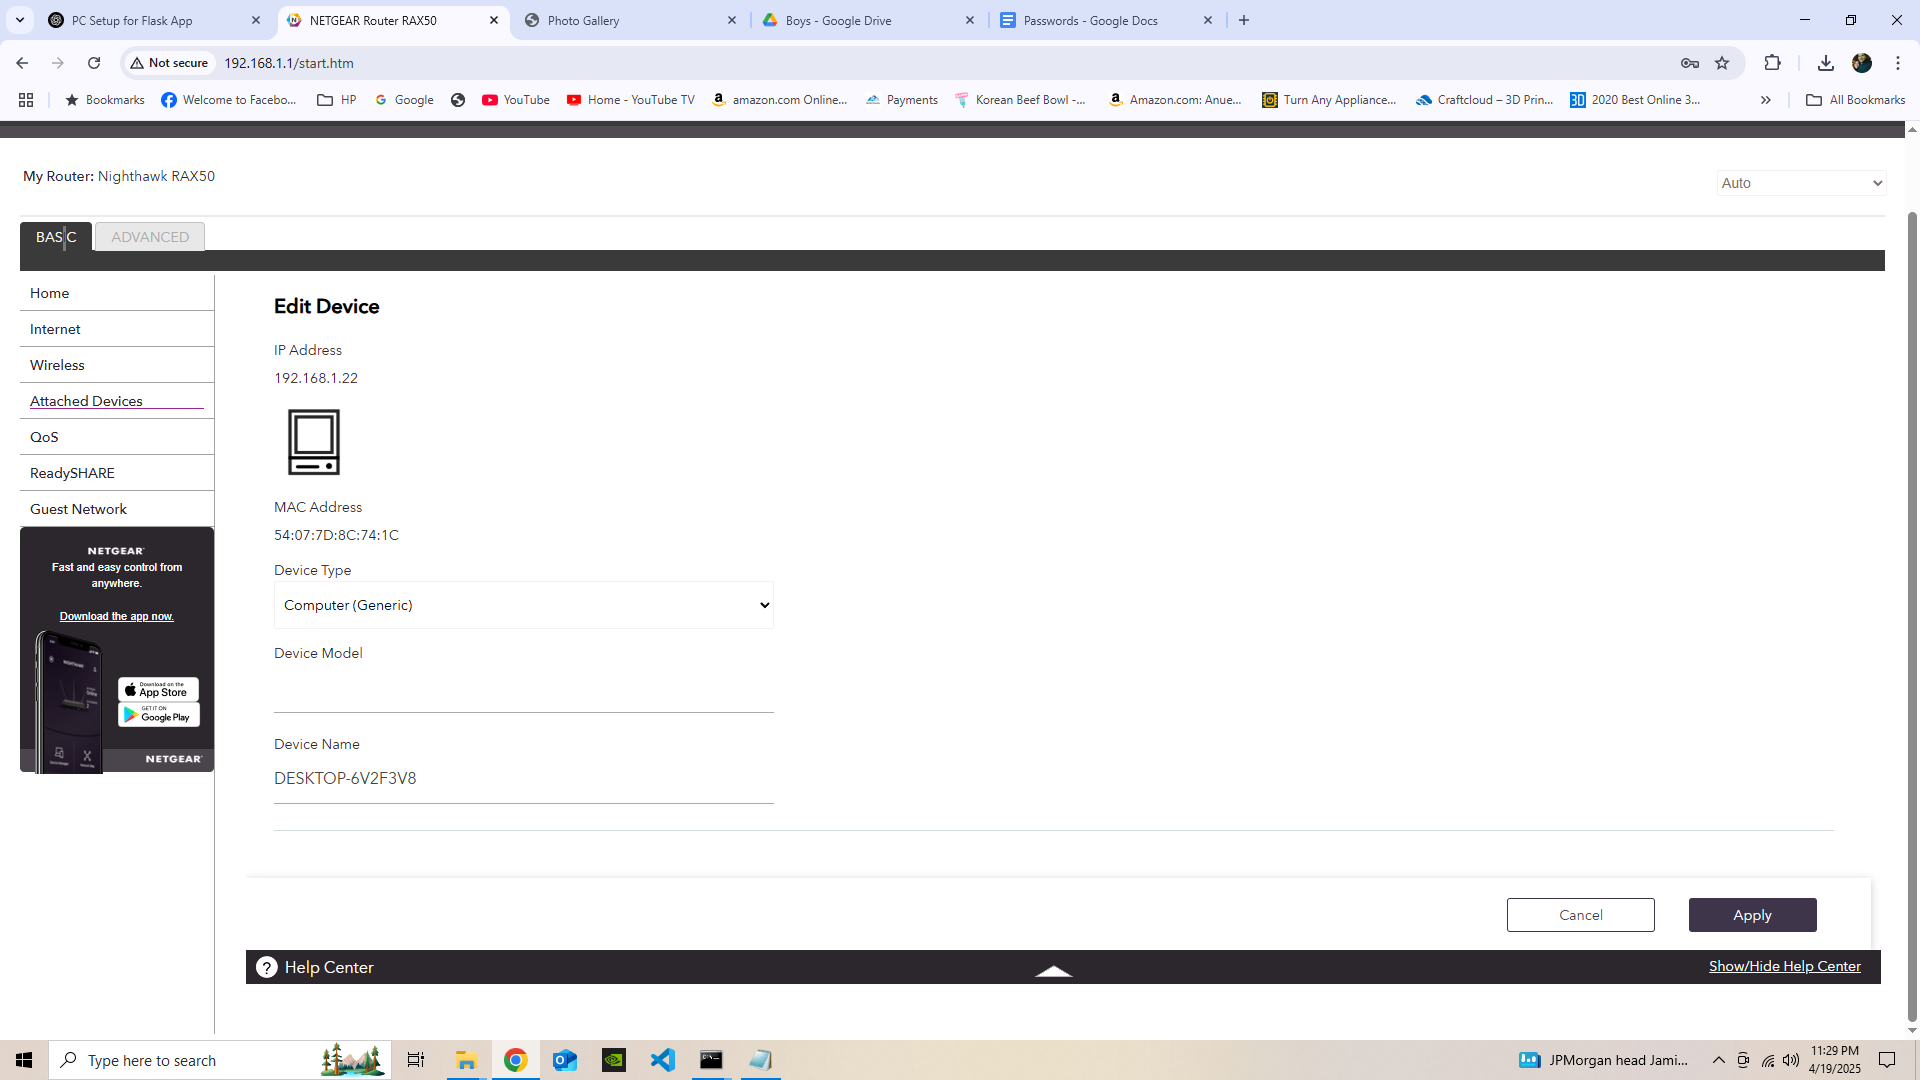 PC Setup for Flask App
NETGEAR Router RAX50
Photo Gallery
Boys - Google Drive
Passwords - Google Docs
Not secure
192.168.1.1/start.htm
Bookmarks
Welcome to Facebo...
HP
Google
YouTube
Home - YouTube TV
amazon.com Online...
Payments
Korean Beef Bowl -...
Amazon.com: Anue...
Turn Any Appliance...
Craftcloud – 3D Prin...
2020 Best Online 3...
All Bookmarks
My Router: Nighthawk RAX50
Auto
BASIC
ADVANCED
Home
Internet
Wireless
Attached Devices
QoS
ReadySHARE
Guest Network
NETGEAR
Fast and easy control from
anywhere.
Download the app now.
Download on the
App Store
GET IT ON
Google Play
NETGEAR
Edit Device
IP Address
192.168.1.22
MAC Address
54:07:7D:8C:74:1C
Device Type
Computer (Generic)
Device Model
Device Name
DESKTOP-6V2F3V8
Cancel
Apply
? Help Center
Show/Hide Help Center
Type here to search
JPMorgan head Jami...
11:29 PM
4/19/2025